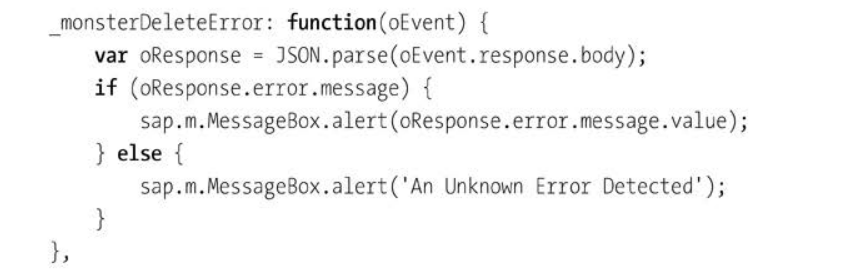 _monsterDeleteError: function(oEvent) {
    var oResponse = JSON.parse(oEvent.response.body);
    if (oResponse.error.message) {
        sap.m.MessageBox.alert(oResponse.error.message.value);
    } else {
        sap.m.MessageBox.alert('An Unknown Error Detected');
    }
},